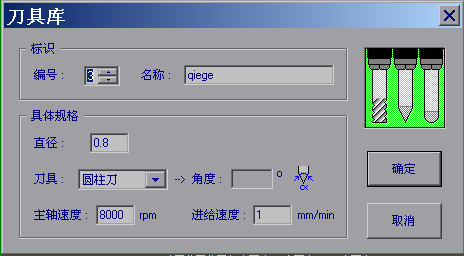 刀具库
标识
编号： 3 名称： qiege
具体规格
直径： 0.8
刀具： 圆柱刀 --> 角度： o α
主轴速度： 8000 rpm 进给速度： 1 mm/min
确定
取消